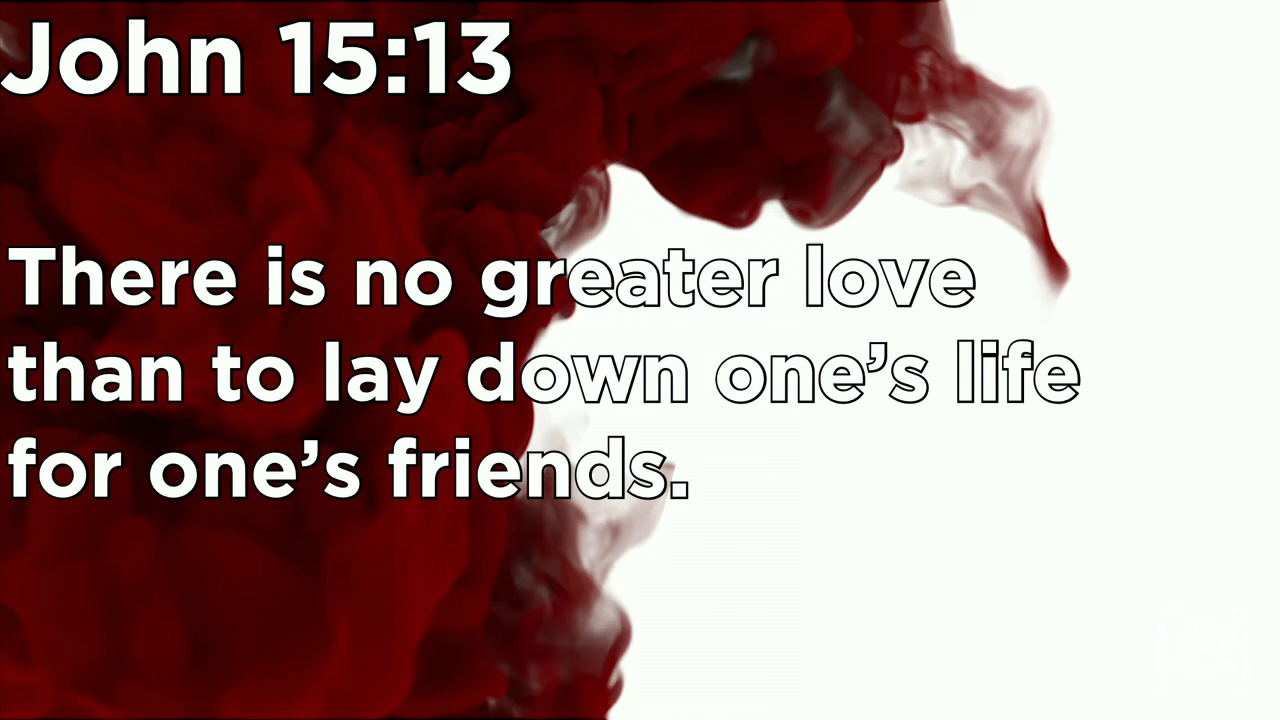 John 15:13
There is no greater love
than to lay down one’s life
for one’s friends.